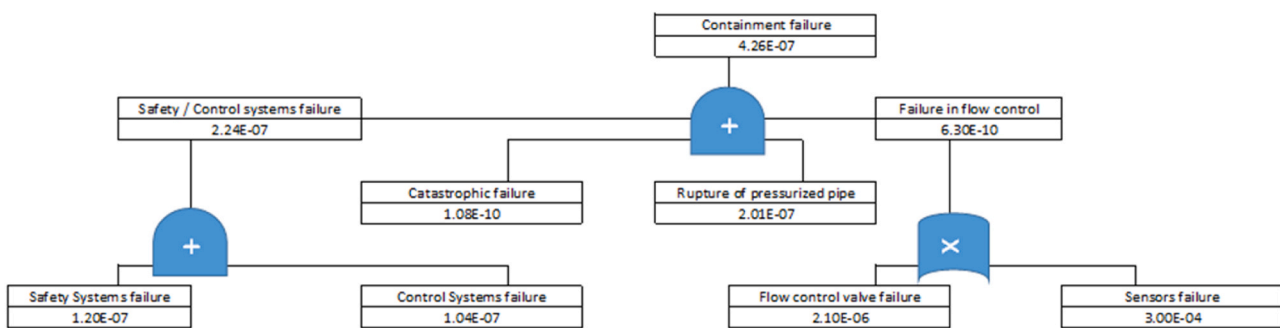 Containment failure
4.26E-07
Safety / Control systems failure
2.24E-07
+
Failure in flow control
6.30E-10
Catastrophic failure
1.08E-10
Rupture of pressurized pipe
2.01E-07
+
×
Safety Systems failure
1.20E-07
Control Systems failure
1.04E-07
Flow control valve failure
2.10E-06
Sensors failure
3.00E-04